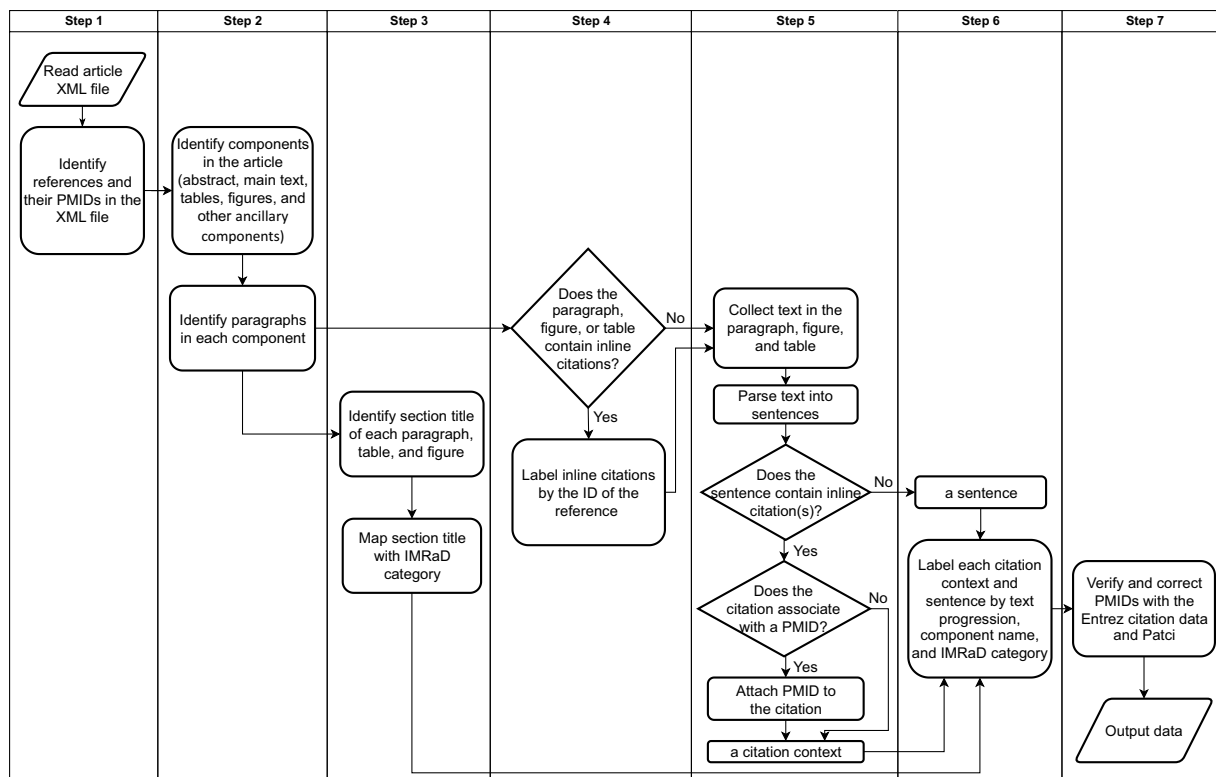 Step 1
Step 2
Step 3
Step 4
Step 5
Step 6
Step 7
Read article
XML file
Identify
references and
their PMIDs in the
XML file
Identify components
in the article
(abstract, main text,
tables, figures, and
other ancillary
components)
Identify paragraphs
in each component
Identify section title
of each paragraph,
table, and figure
Map section title
with IMRaD
category
Does the
paragraph,
figure, or table
contain inline
citations?
No
Yes
Label inline citations
by the ID of the
reference
Collect text in the
paragraph, figure,
and table
Parse text into
sentences
Does the
sentence contain inline
citation(s)?
No
Yes
Does the
citation associate
with a PMID?
No
Yes
Attach PMID to
the citation
a citation context
a sentence
Label each citation
context and
sentence by text
progression,
component name,
and IMRaD category
Verify and correct
PMIDs with the
Entrez citation data
and Patci
Output data